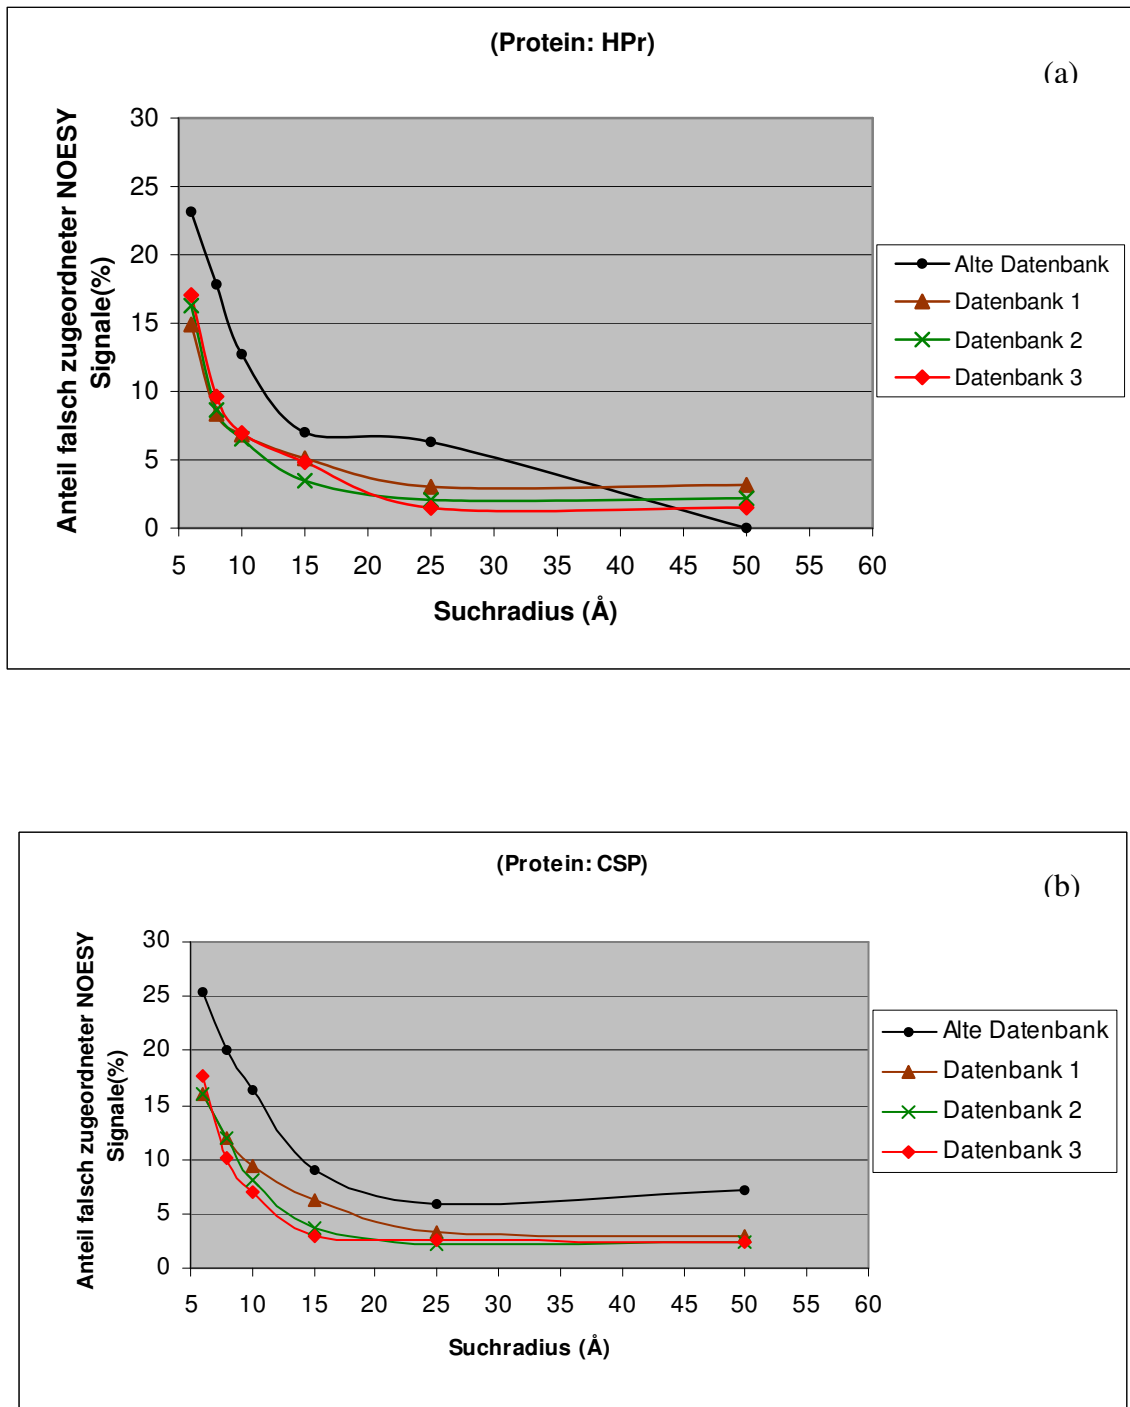 (Protein: HPr)
(a)
Anteil falsch zugeordneter NOESY
Signale(%)
30
25
20
15
10
5
0
5 10 15 20 25 30 35 40 45 50 55 60
Suchradius (Å)
Alte Datenbank
Datenbank 1
Datenbank 2
Datenbank 3
(Protein: CSP)
(b)
Anteil falsch zugeordneter NOESY
Signale(%)
30
25
20
15
10
5
0
5 10 15 20 25 30 35 40 45 50 55 60
Suchradius (Å)
Alte Datenbank
Datenbank 1
Datenbank 2
Datenbank 3